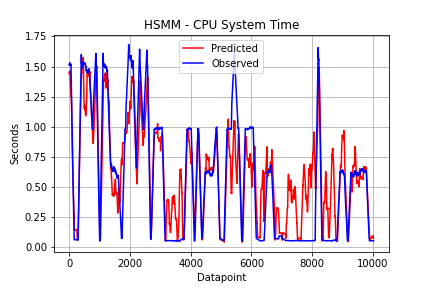 HSMM - CPU System Time
Predicted
Observed
1.75
1.50
1.25
1.00
0.75
0.50
0.25
0.00
Seconds
0 2000 4000 6000 8000 10000
Datapoint